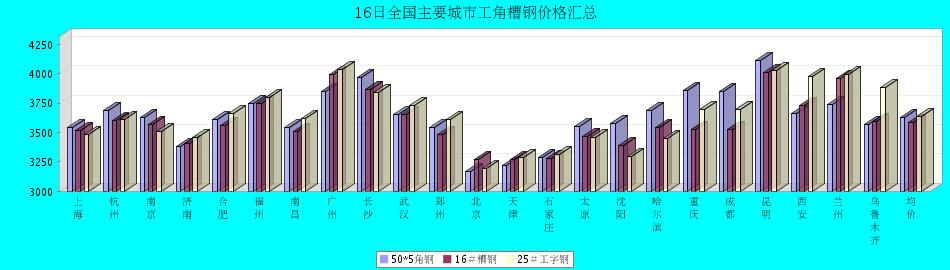 16日全国主要城市工角槽钢价格汇总
4250
4000
3750
3500
3250
3000
上海
杭州
南京
济南
合肥
福州
南昌
广州
长沙
武汉
郑州
北京
天津
石家庄
太原
沈阳
哈尔滨
重庆
成都
昆明
西安
兰州
乌鲁木齐
均价
50*5角钢
16#槽钢
25#工字钢